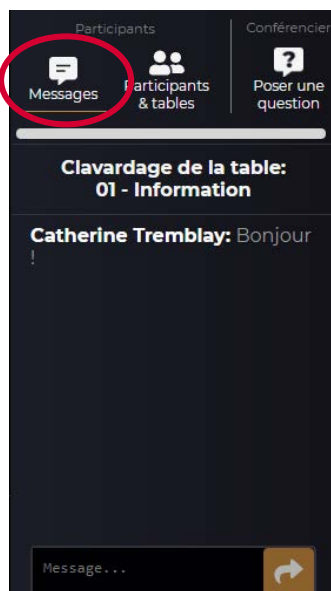 Participants
Conférencier
Messages
Participants
& tables
Poser une
question
Clavardage de la table:
01 - Information
Catherine Tremblay: Bonjour
!
Message...